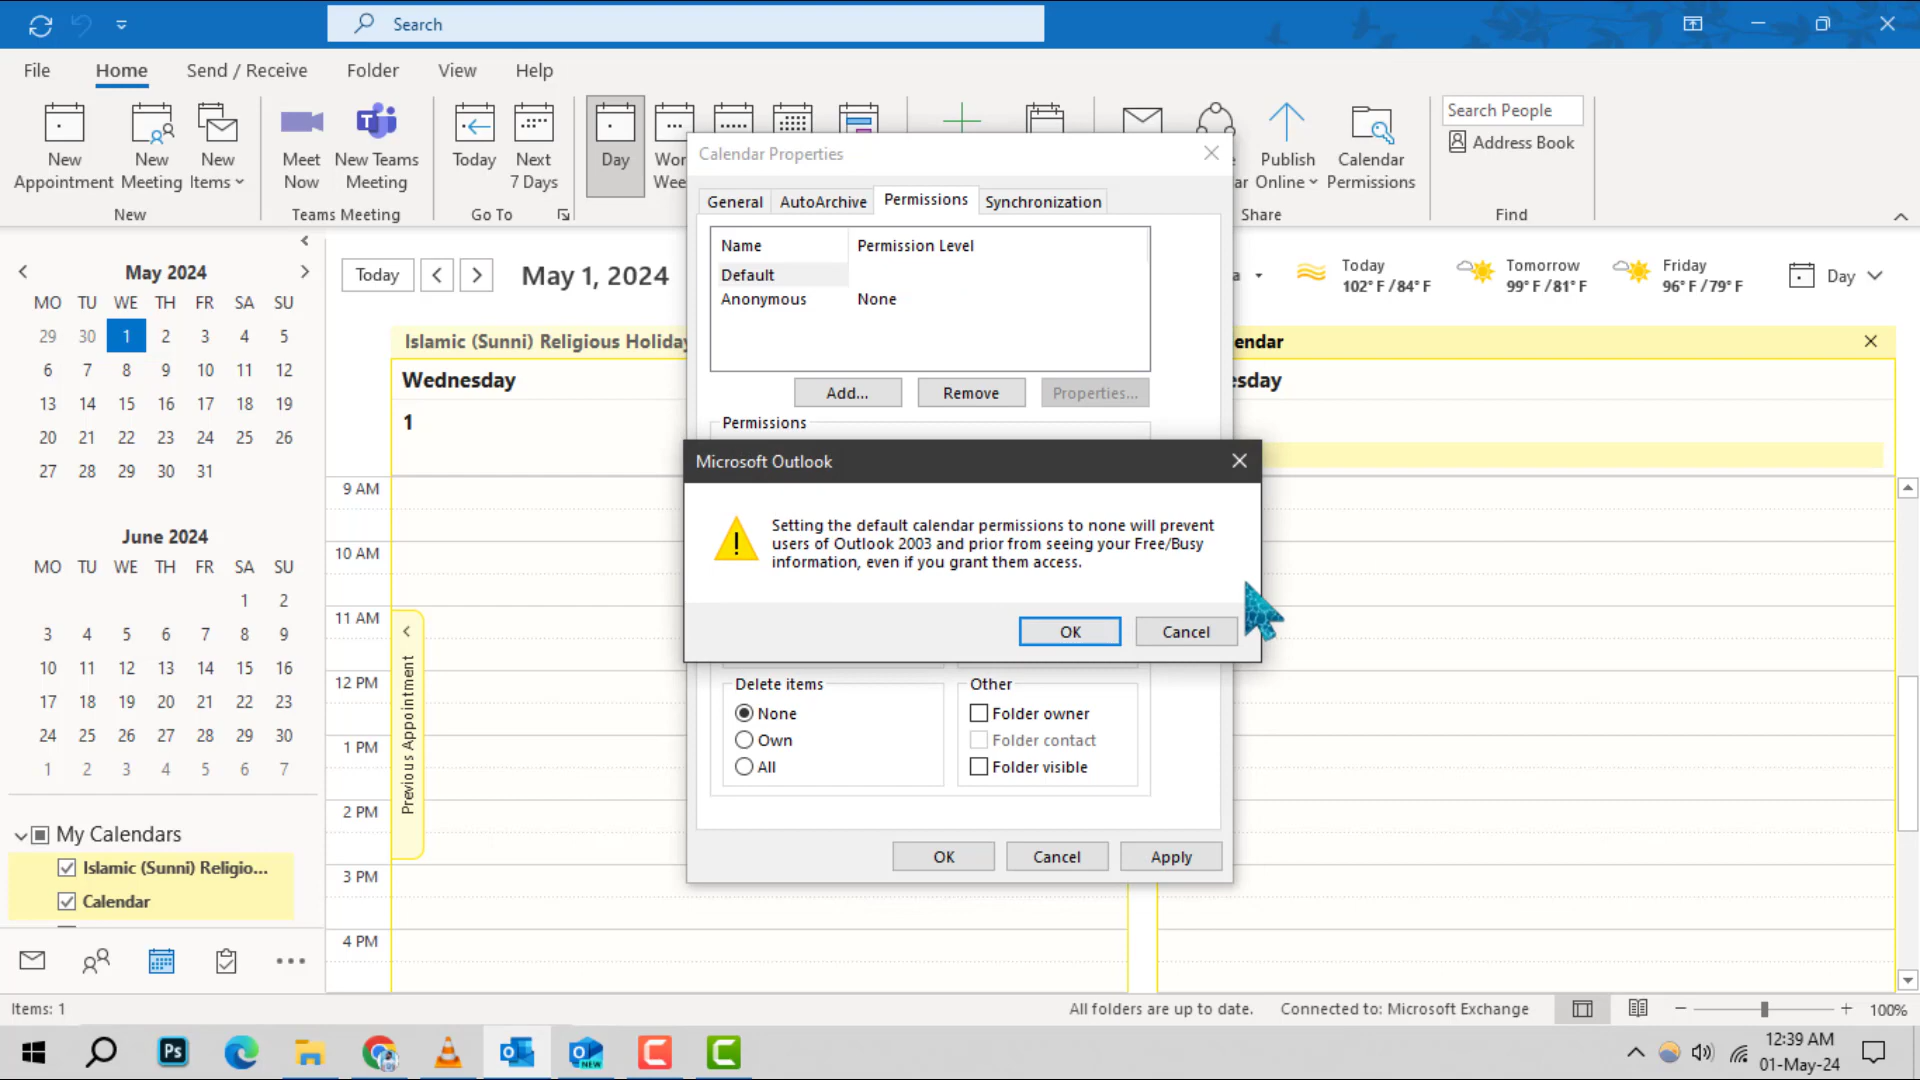 Search
File Home Send / Receive Folder View Help
New Appointment
New Meeting
New Items
New
Meet Now
New Teams Meeting
Teams Meeting
Today
Next 7 Days
Go To
Day
Wor
Wee
Publish Online
Calendar Permissions
Share
Search People
Address Book
Find
May 2024
MO TU WE TH FR SA SU
29 30 1 2 3 4 5
6 7 8 9 10 11 12
13 14 15 16 17 18 19
20 21 22 23 24 25 26
27 28 29 30 31
June 2024
MO TU WE TH FR SA SU
1 2
3 4 5 6 7 8 9
10 11 12 13 14 15 16
17 18 19 20 21 22 23
24 25 26 27 28 29 30
1 2 3 4 5 6 7
My Calendars
Islamic (Sunni) Religio...
Calendar
Today
May 1, 2024
Today
102° F /84° F
Tomorrow
99° F /81° F
Friday
96° F /79° F
Day
Islamic (Sunni) Religious Holiday
endar
Wednesday
esday
1
9 AM
10 AM
11 AM
12 PM
1 PM
2 PM
3 PM
4 PM
Previous Appointment
Calendar Properties
General AutoArchive Permissions Synchronization
Name Permission Level
Default
Anonymous None
Add... Remove Properties...
Permissions
Microsoft Outlook
Setting the default calendar permissions to none will prevent
users of Outlook 2003 and prior from seeing your Free/Busy
information, even if you grant them access.
OK Cancel
Delete items
None
Own
All
Other
Folder owner
Folder contact
Folder visible
OK Cancel Apply
Items: 1
All folders are up to date. Connected to: Microsoft Exchange
100%
Ps
NEW
12:39 AM
01-May-24